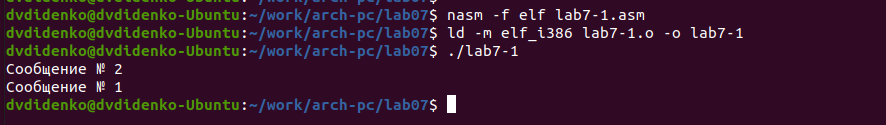 dvdidenko@dvdidenko-Ubuntu:~/work/arch-pc/lab07$ nasm -f elf lab7-1.asm
dvdidenko@dvdidenko-Ubuntu:~/work/arch-pc/lab07$ ld -m elf_i386 lab7-1.o -o lab7-1
dvdidenko@dvdidenko-Ubuntu:~/work/arch-pc/lab07$ ./lab7-1
Сообщение № 2
Сообщение № 1
dvdidenko@dvdidenko-Ubuntu:~/work/arch-pc/lab07$